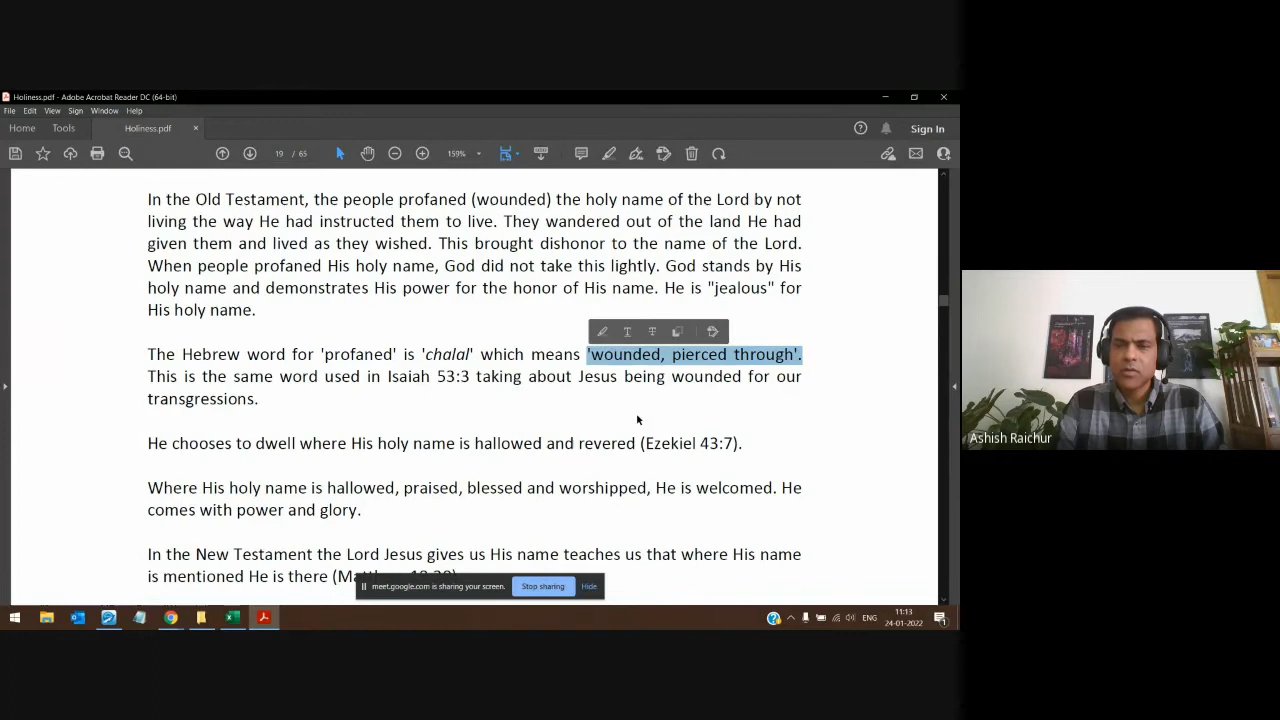 Holiness.pdf - Adobe Acrobat Reader DC (64-bit)
File Edit View Sign Window Help
Home Tools Holiness.pdf × Sign In
19 / 65 159%
In the Old Testament, the people profaned (wounded) the holy name of the Lord by not
living the way He had instructed them to live. They wandered out of the land He had
given them and lived as they wished. This brought dishonor to the name of the Lord.
When people profaned His holy name, God did not take this lightly. God stands by His
holy name and demonstrates His power for the honor of His name. He is "jealous" for
His holy name.
The Hebrew word for 'profaned' is 'chalal' which means 'wounded, pierced through'.
This is the same word used in Isaiah 53:3 taking about Jesus being wounded for our
transgressions.
He chooses to dwell where His holy name is hallowed and revered (Ezekiel 43:7).
Where His holy name is hallowed, praised, blessed and worshipped, He is welcomed. He
comes with power and glory.
In the New Testament the Lord Jesus gives us His name teaches us that where His name
is mentioned He is there
meet.google.com is sharing your screen. Stop sharing Hide
ENG
11:13
24-01-2022
Ashish Raichur